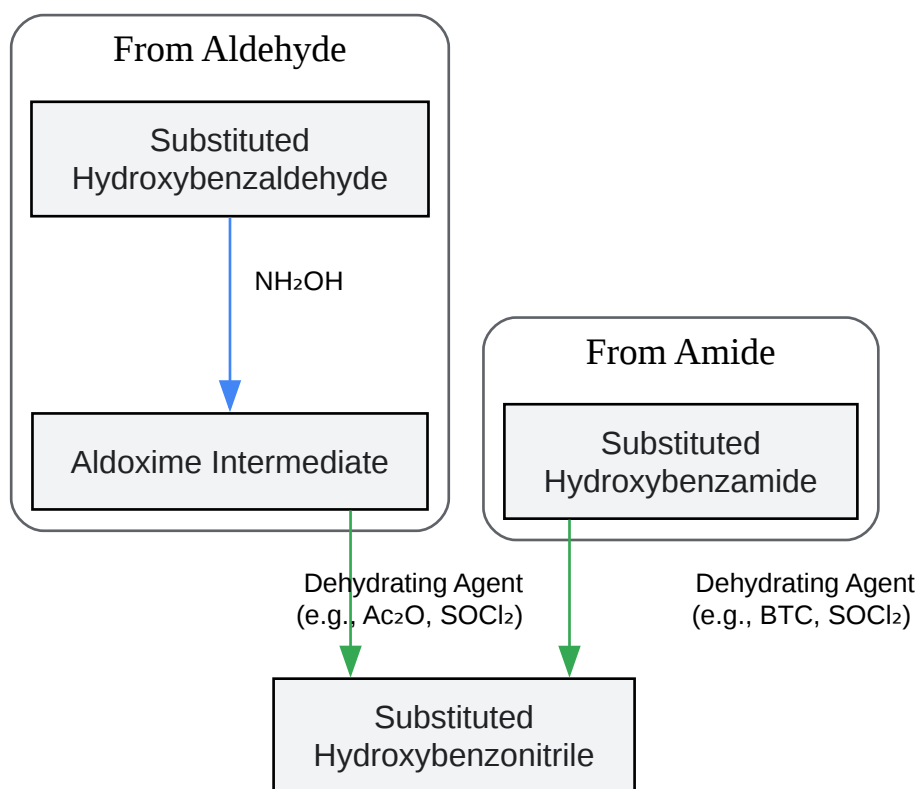 From Aldehyde
Substituted
Hydroxybenzaldehyde
NH₂OH
Aldoxime Intermediate
From Amide
Substituted
Hydroxybenzamide
Dehydrating Agent
(e.g., Ac₂O, SOCl₂)
Dehydrating Agent
(e.g., BTC, SOCl₂)
Substituted
Hydroxybenzonitrile